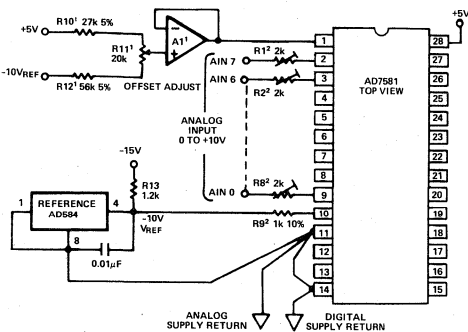 +5V
R10¹ 27k 5%
R11¹
20k
A1¹
-10VREF
R12¹ 56k 5%
OFFSET ADJUST
+
AIN 7
R1² 2k
AIN 6
R2² 2k
ANALOG
INPUT
0 TO +10V
AIN 0
R8² 2k
R9² 1k 10%
-15V
R13
1.2k
REFERENCE
AD584
1
4
8
-10V
VREF
0.01µF
ANALOG
SUPPLY RETURN
DIGITAL
SUPPLY RETURN
AD7581
TOP VIEW
1
2
3
4
5
6
7
8
9
10
11
12
13
14
+5V
28
27
26
25
24
23
22
21
20
19
18
17
16
15